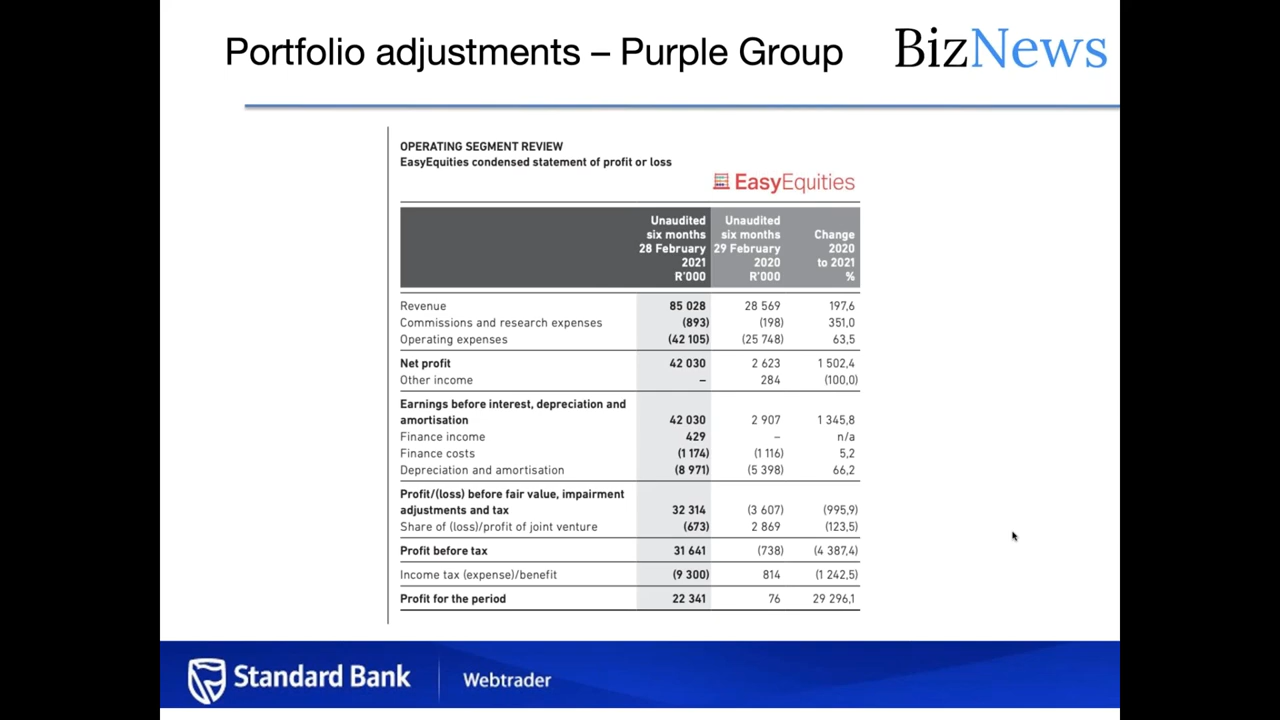 Portfolio adjustments – Purple Group
BizNews
OPERATING SEGMENT REVIEW
EasyEquities condensed statement of profit or loss
EasyEquities
Unaudited six months 28 February 2021 R'000
Unaudited six months 29 February 2020 R'000
Change 2020 to 2021 %
Revenue 85 028 28 569 197,6
Commissions and research expenses (893) (198) 351,0
Operating expenses (42 105) (25 748) 63,5
Net profit 42 030 2 623 1 502,4
Other income – 284 (100,0)
Earnings before interest, depreciation and
amortisation 42 030 2 907 1 345,8
Finance income 429 – n/a
Finance costs (1 174) (1 116) 5,2
Depreciation and amortisation (8 971) (5 398) 66,2
Profit/(loss) before fair value, impairment
adjustments and tax 32 314 (3 607) (995,9)
Share of (loss)/profit of joint venture (673) 2 869 (123,5)
Profit before tax 31 641 (738) (4 387,4)
Income tax (expense)/benefit (9 300) 814 (1 242,5)
Profit for the period 22 341 76 29 296,1
Standard Bank Webtrader